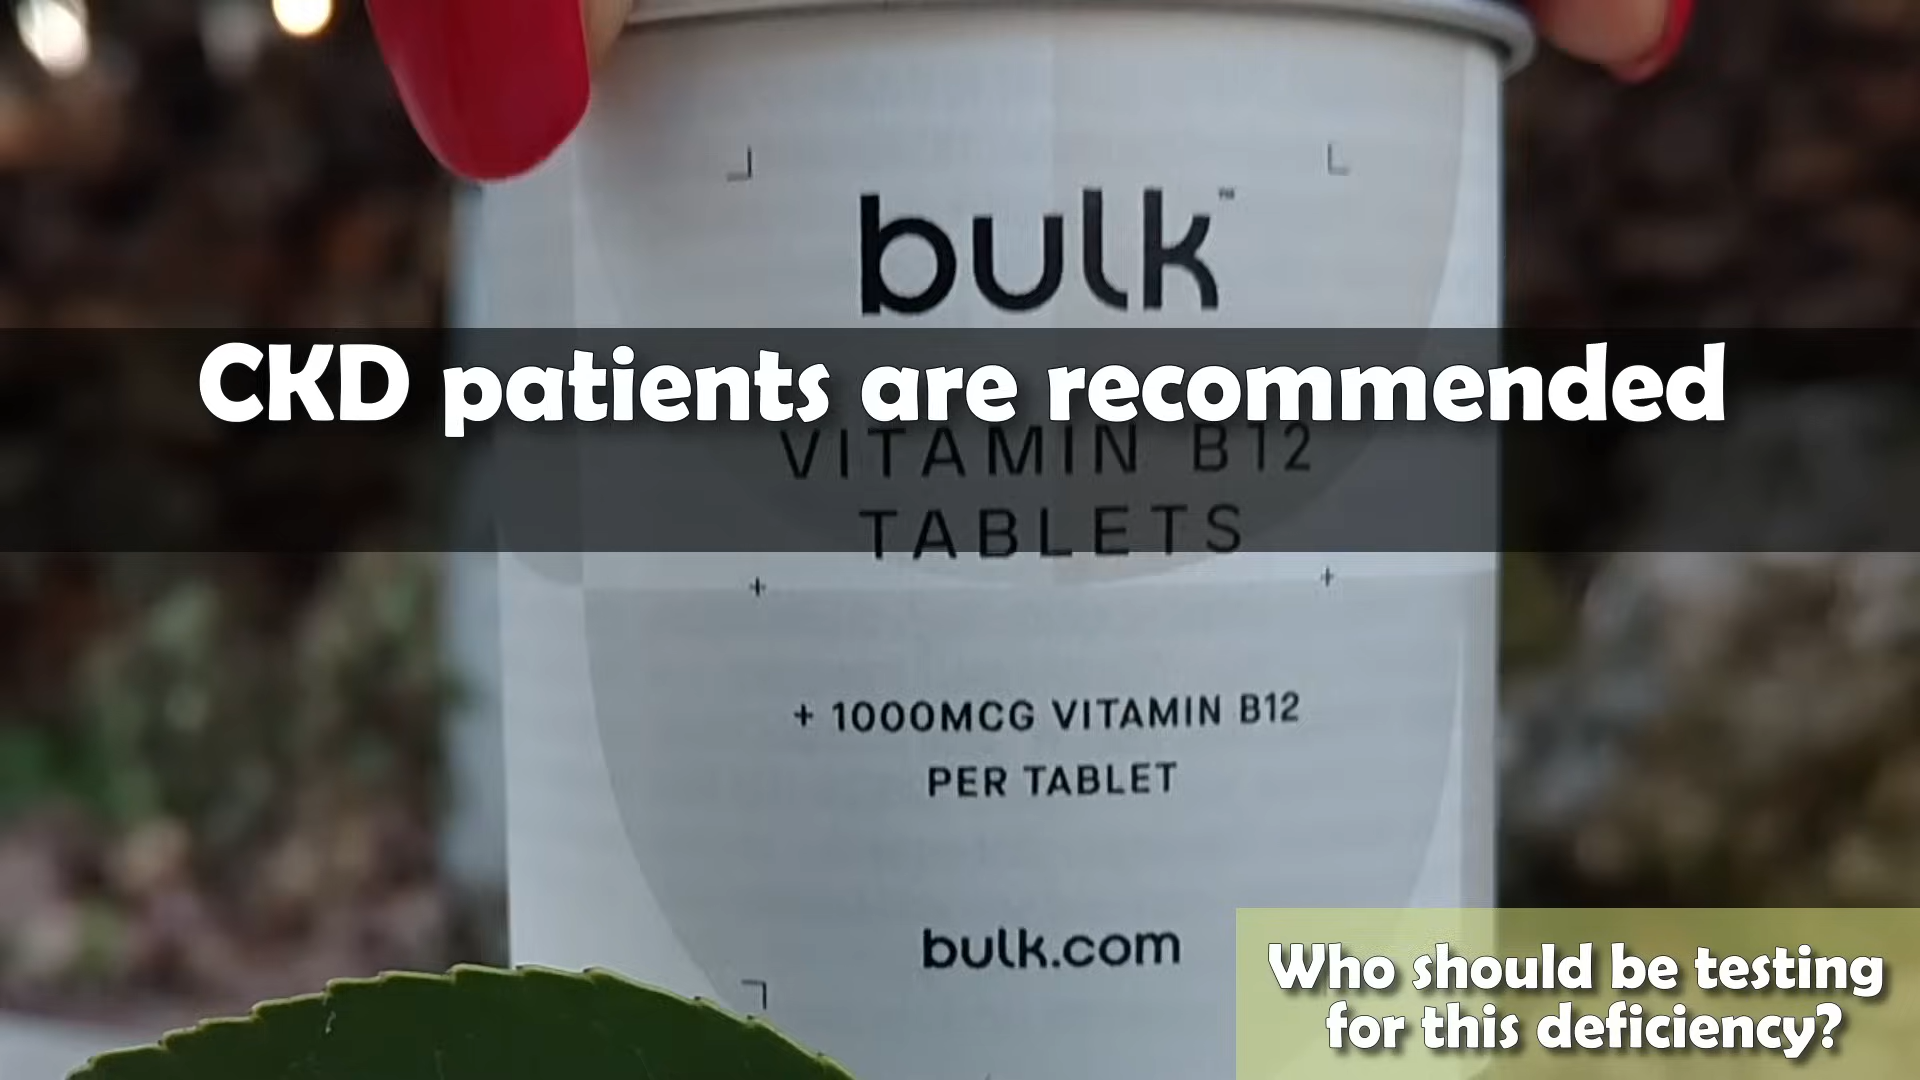 bulk™
CKD patients are recommended
VITAMIN B12
TABLETS
+ 1000MCG VITAMIN B12
PER TABLET
bulk.com
Who should be testing
for this deficiency?